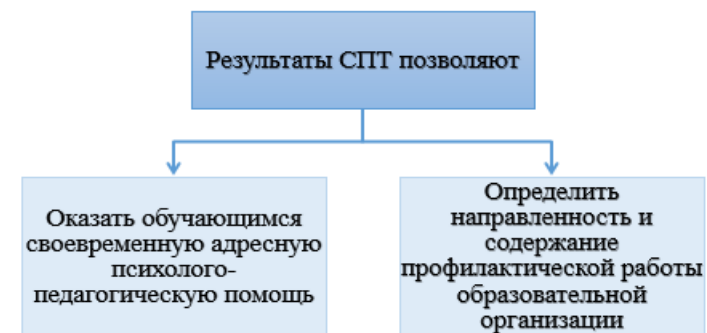 Результаты СПТ позволяют
Оказать обучающимся
своевременную адресную
психолого-
педагогическую помощь
Определить
направленность и
содержание
профилактической работы
образовательной
организации